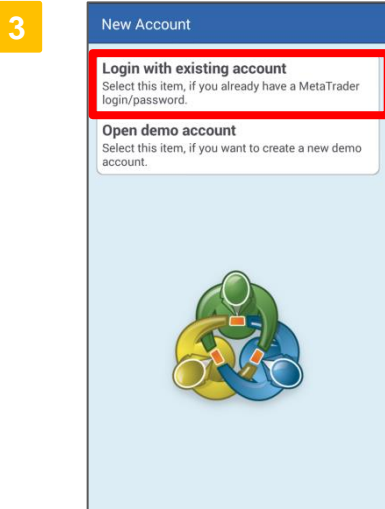 3
New Account
Login with existing account
Select this item, if you already have a MetaTrader
login/password.
Open demo account
Select this item, if you want to create a new demo
account.